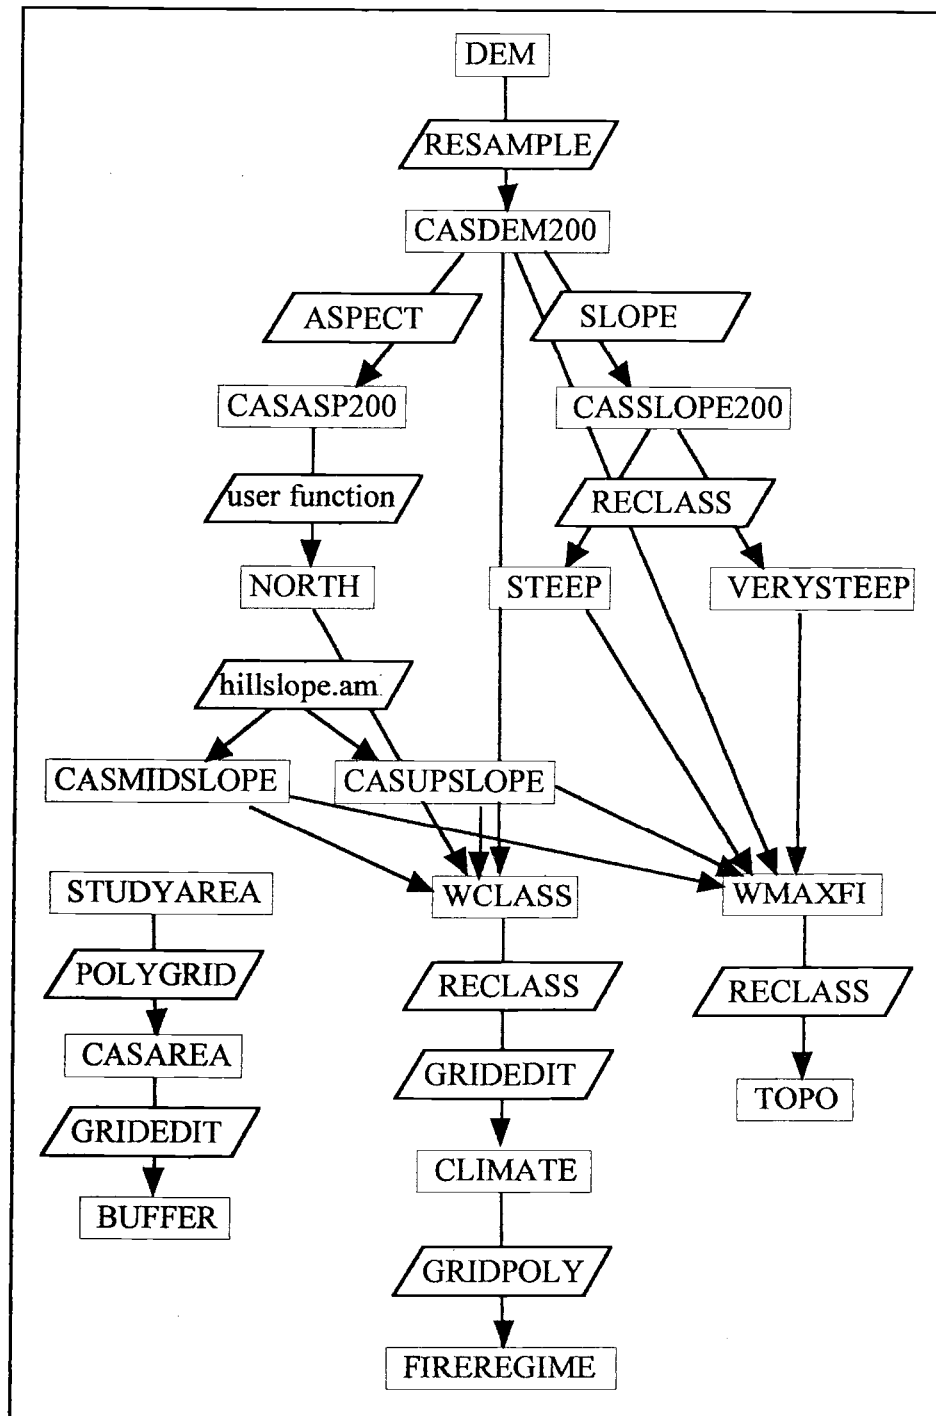 DEM
RESAMPLE
CASDEM200
ASPECT
SLOPE
CASASP200
CASSLOPE200
user function
RECLASS
NORTH
STEEP
VERYSTEEP
hillslope.am
CASMIDSLOPE
CASUPSLOPE
STUDYAREA
WCLASS
WMAXFI
POLYGRID
RECLASS
RECLASS
CASAREA
GRIDEDIT
TOPO
GRIDEDIT
CLIMATE
BUFFER
GRIDPOLY
FIREREGIME